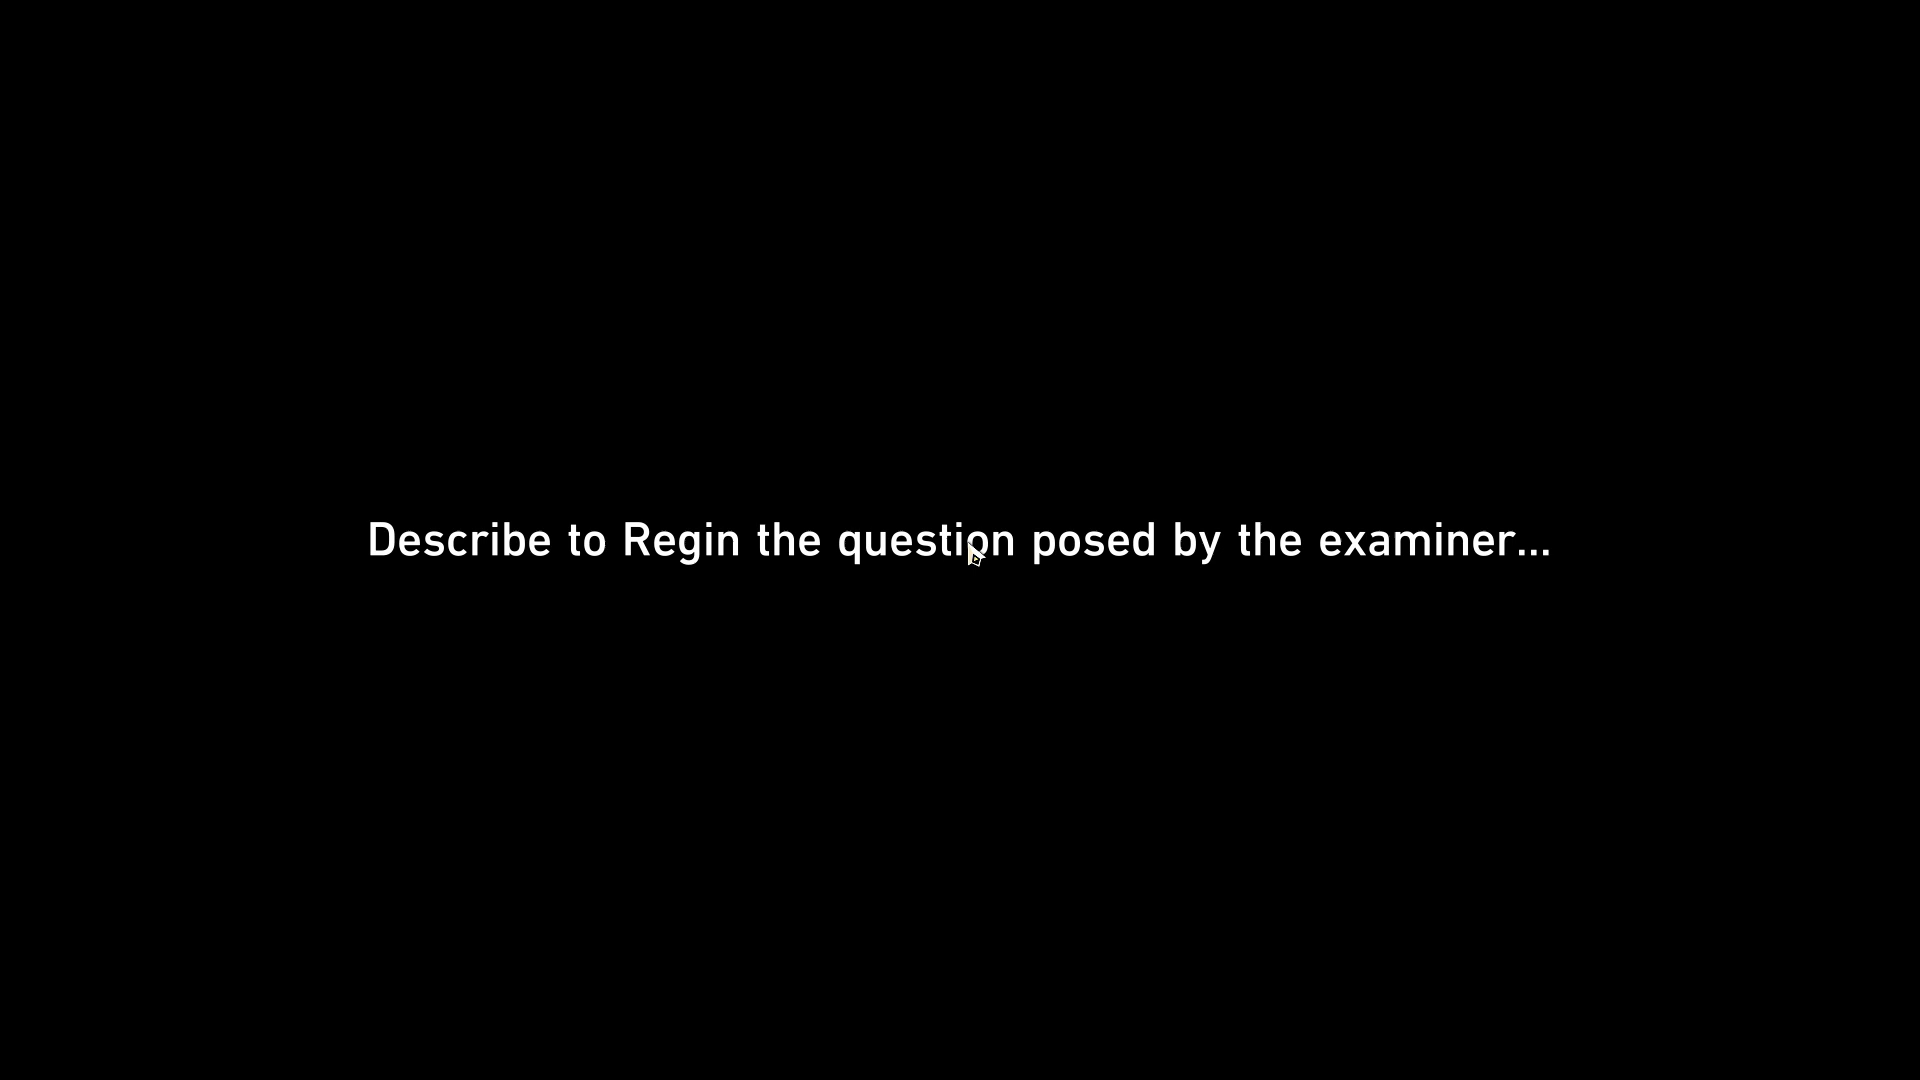 Describe to Regin the question posed by the examiner...